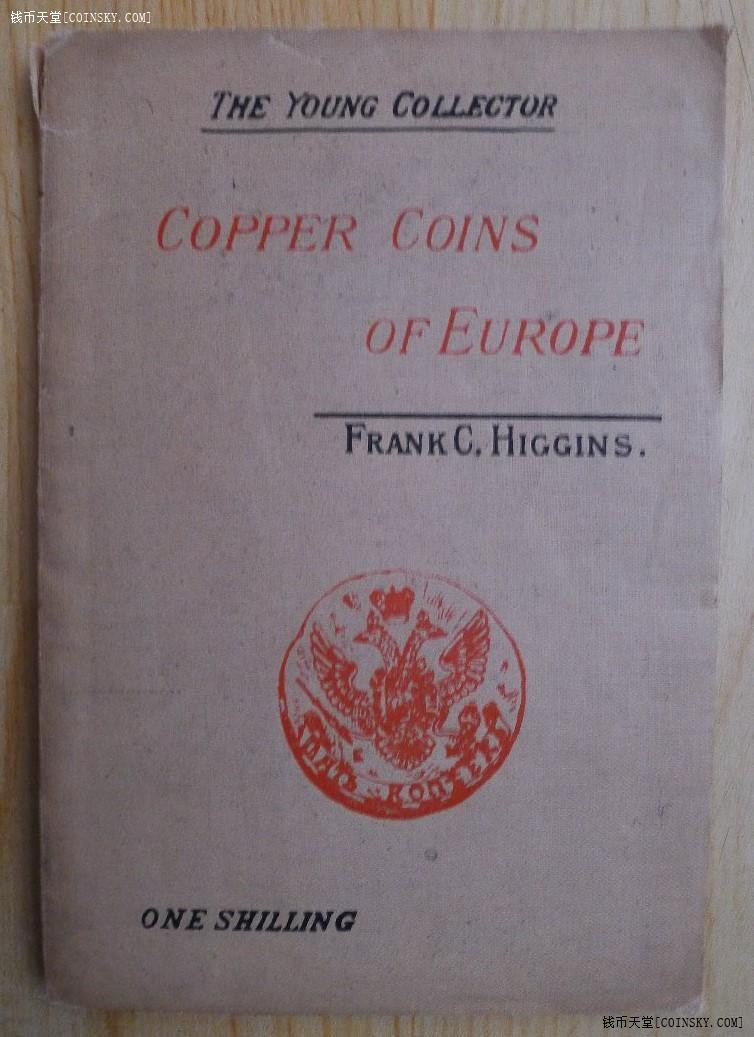 钱币天堂[COINSKY.COM]
THE YOUNG COLLECTOR
COPPER COINS
OF EUROPE
FRANK C. HIGGINS.
КОПѢЕКЪ
ONE SHILLING
钱币天堂[COINSKY.COM]